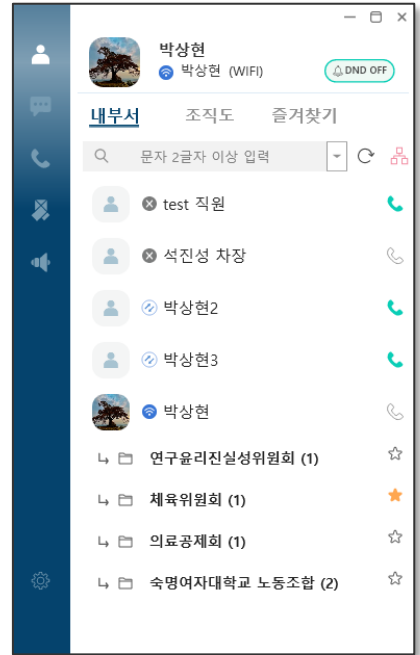 박상현
박상현 (WIFI)
DND OFF
내부서 조직도 즐겨찾기
문자 2글자 이상 입력
test 직원
석진성 차장
박상현2
박상현3
박상현
연구윤리진실성위원회 (1)
체육위원회 (1)
의료공제회 (1)
숙명여자대학교 노동조합 (2)